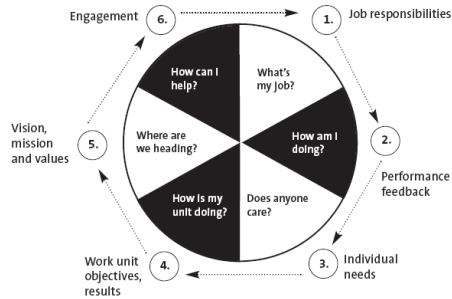 Engagement
6.
1.
Job responsibilities
How can I
help?
What's
my job?
Vision,
mission
and values
5.
Where are
we heading?
How am I
doing?
2.
Performance
feedback
How is my
unit doing?
Does anyone
care?
Work unit
objectives,
results
4.
3.
Individual
needs